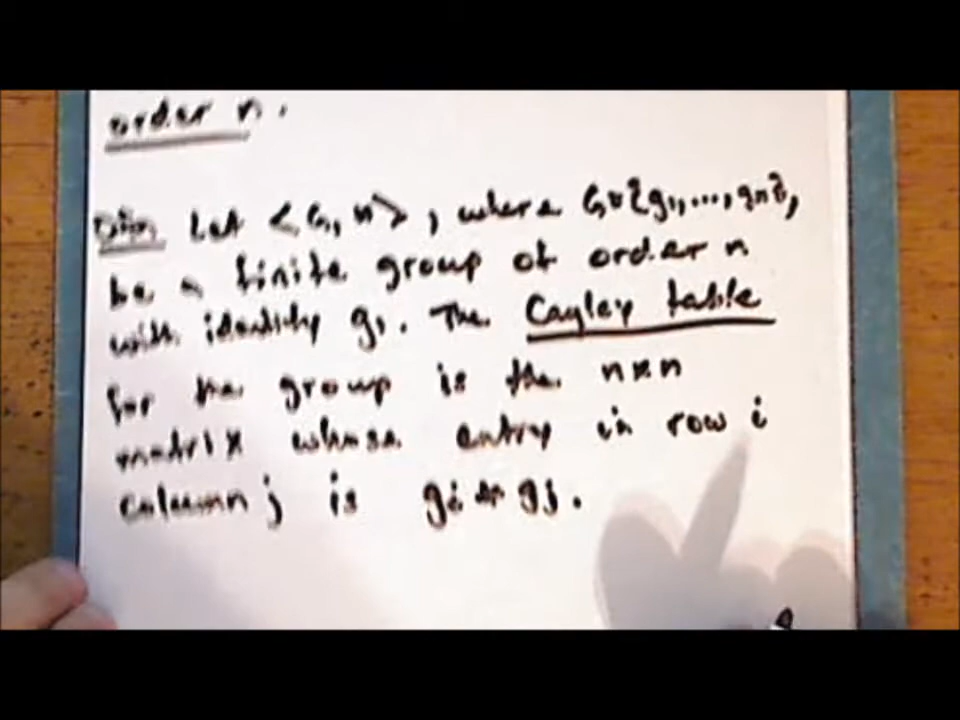 order n.
Defn. Let <G, *>, where G={g₁,...,gₙ},
be a finite group of order n
with identity g₁. The Cayley table
for the group is the n×n
matrix whose entry in row i
column j is gᵢ * gⱼ.